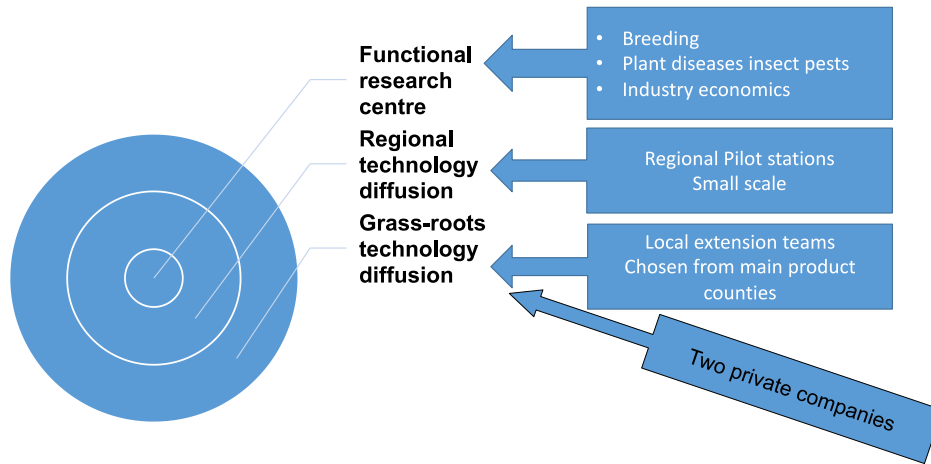 Functional
research
centre
• Breeding
• Plant diseases insect pests
• Industry economics
Regional
technology
diffusion
Regional Pilot stations
Small scale
Grass-roots
technology
diffusion
Local extension teams
Chosen from main product
counties
Two private companies